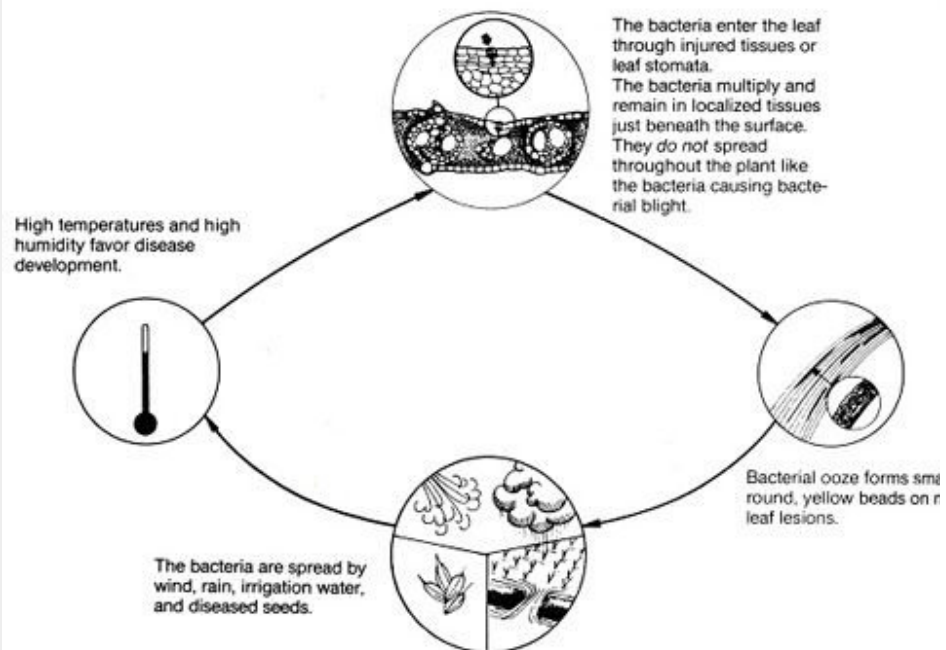 The bacteria enter the leaf
through injured tissues or
leaf stomata.
The bacteria multiply and
remain in localized tissues
just beneath the surface.
They do not spread
throughout the plant like
the bacteria causing bacte-
rial blight.
High temperatures and high
humidity favor disease
development.
Bacterial ooze forms
round, yellow beads on
leaf lesions.
The bacteria are spread by
wind, rain, irrigation water,
and diseased seeds.